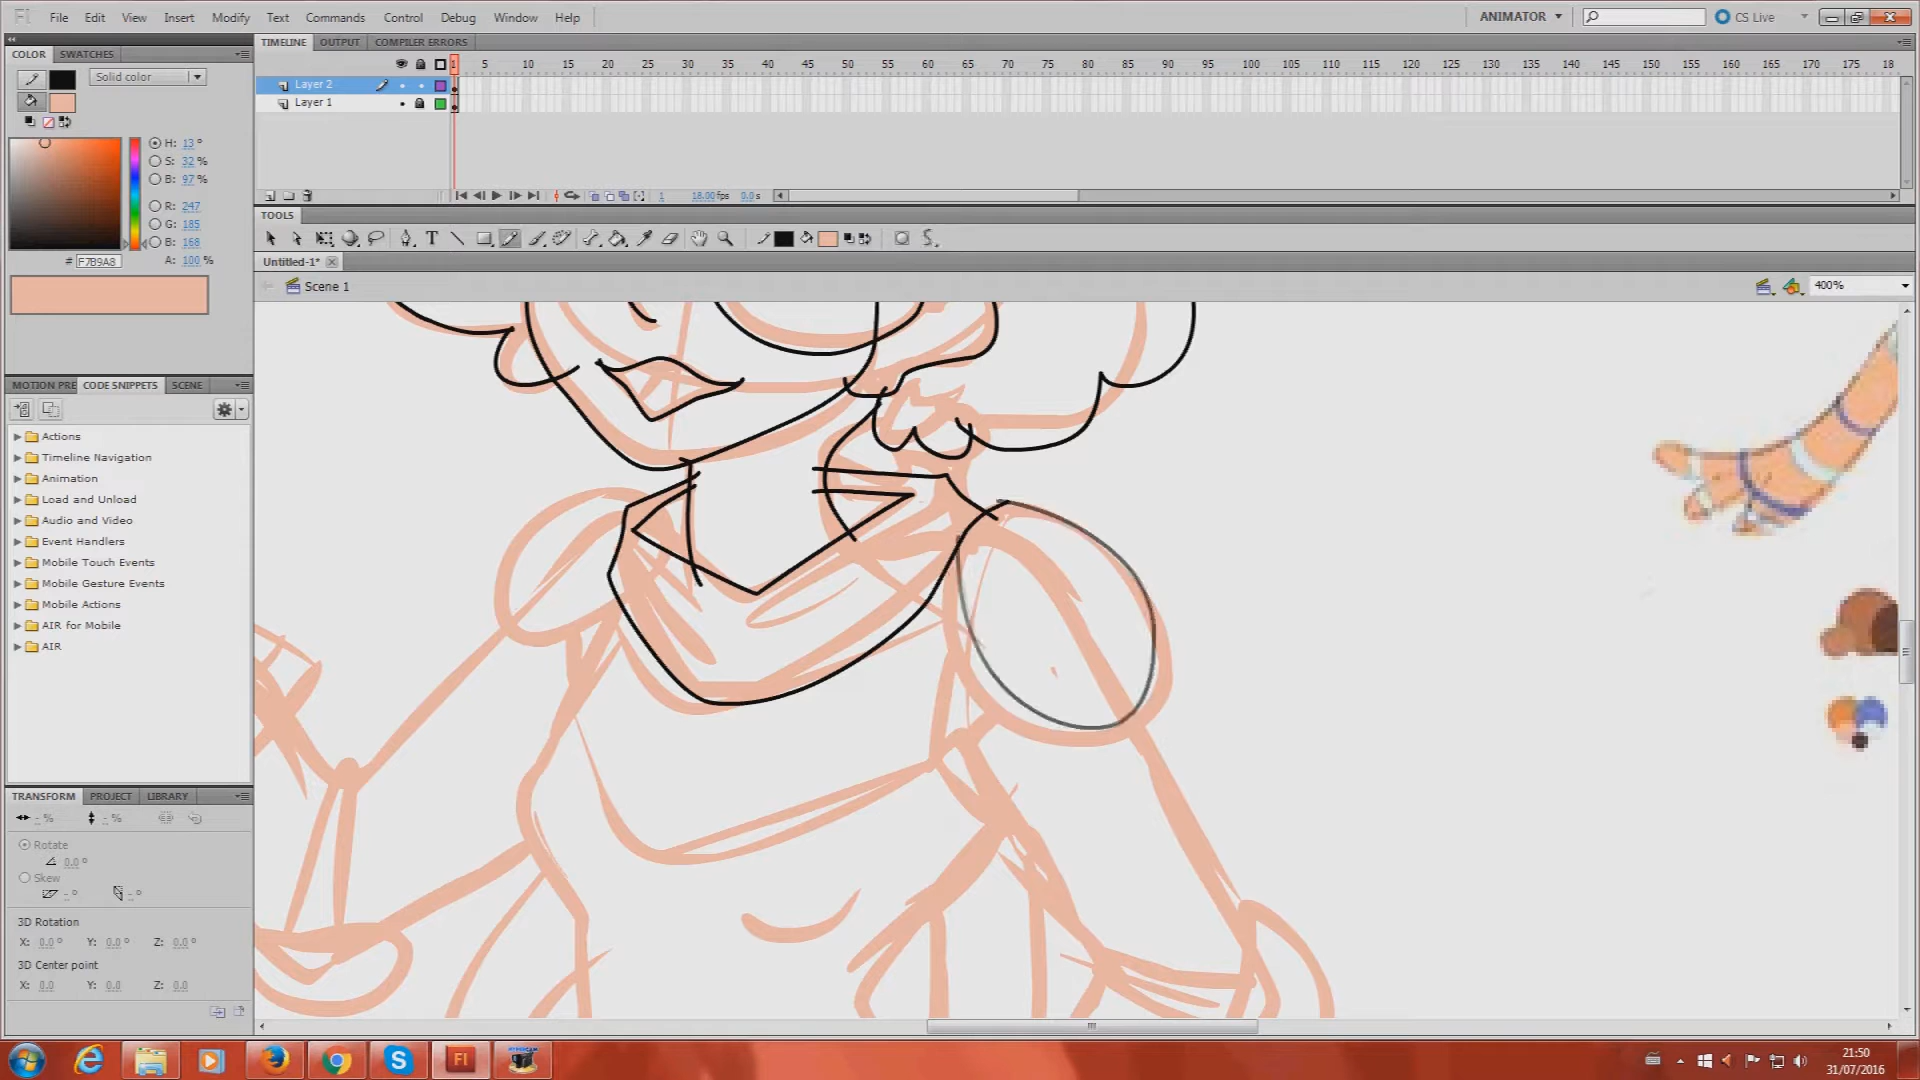 Fl File Edit View Insert Modify Text Commands Control Debug Window Help ANIMATOR CS Live
COLOR SWATCHES
Solid color
H: 13 °
S: 32 %
B: 97 %
R: 247
G: 185
B: 168
# F7B9A8 A: 100 %
TIMELINE OUTPUT COMPILER ERRORS
1 5 10 15 20 25 30 35 40 45 50 55 60 65 70 75 80 85 90 95 100 105 110 115 120 125 130 135 140 145 150 155 160 165 170 175 18
Layer 2
Layer 1
1 18.00 fps 0.0 s
TOOLS
Untitled-1*
Scene 1 400%
MOTION PRE CODE SNIPPETS SCENE
Actions
Timeline Navigation
Animation
Load and Unload
Audio and Video
Event Handlers
Mobile Touch Events
Mobile Gesture Events
Mobile Actions
AIR for Mobile
AIR
TRANSFORM PROJECT LIBRARY
- % - %
Rotate
0.0 °
Skew
- ° - °
3D Rotation
X: 0.0 ° Y: 0.0 ° Z: 0.0 °
3D Center point
X: 0.0 Y: 0.0 Z: 0.0
Fl
21:50
31/07/2016